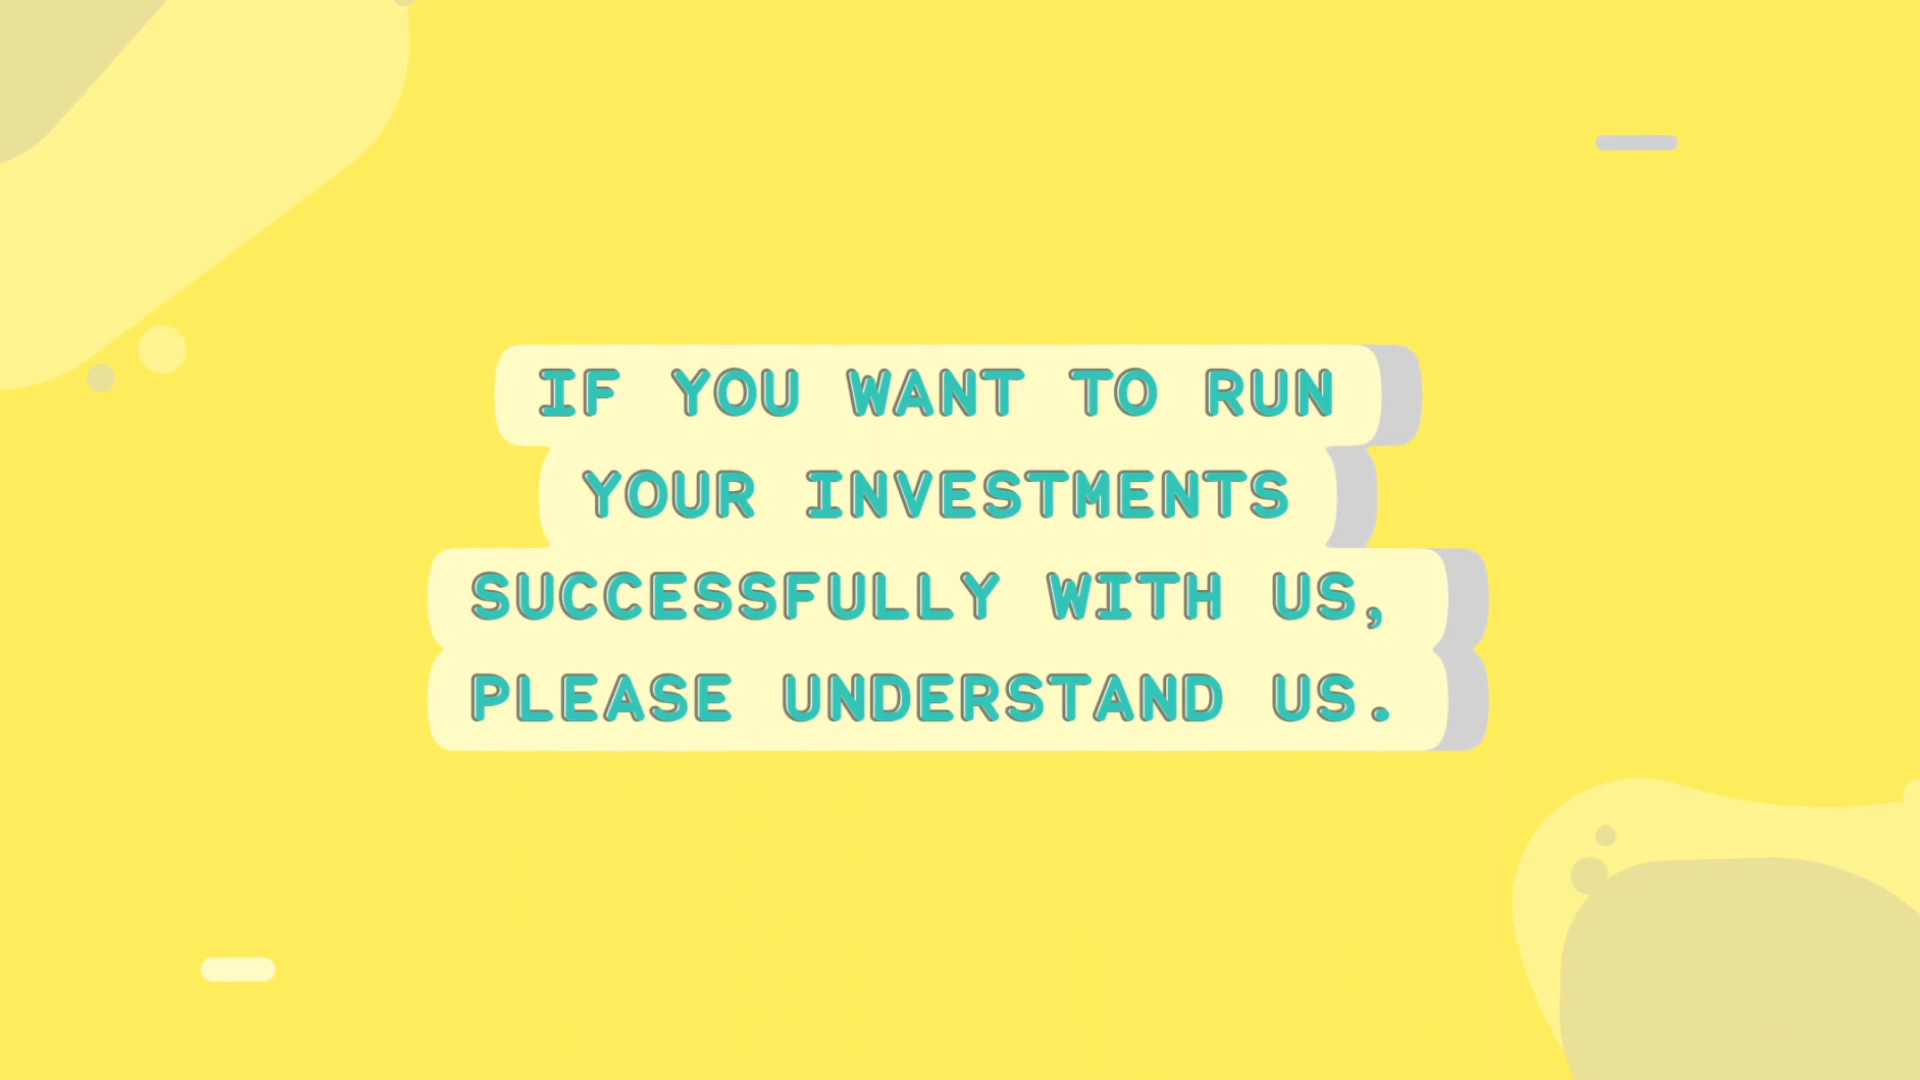 IF YOU WANT TO RUN
YOUR INVESTMENTS
SUCCESSFULLY WITH US,
PLEASE UNDERSTAND US.